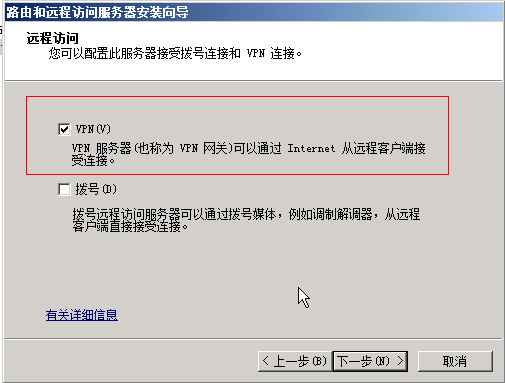 路由和远程访问服务器安装向导
远程访问
您可以配置此服务器接受拨号连接和 VPN 连接。
VPN(V)
VPN 服务器(也称为 VPN 网关)可以通过 Internet 从远程客户端接
受连接。
拨号(D)
拨号远程访问服务器可以通过拨号媒体，例如调制解调器，从远程
客户端直接接受连接。
有关详细信息
< 上一步(B) 下一步(N) > 取消